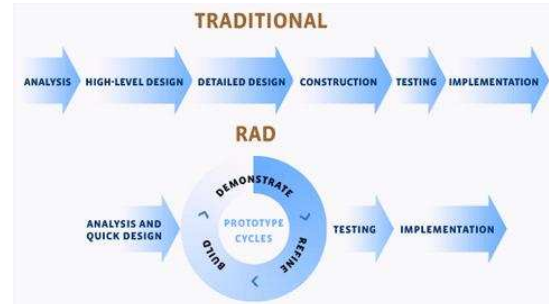 TRADITIONAL
ANALYSIS
HIGH-LEVEL DESIGN
DETAILED DESIGN
CONSTRUCTION
TESTING
IMPLEMENTATION
RAD
ANALYSIS AND
QUICK DESIGN
DEMONSTRATE
REFINE
BUILD
PROTOTYPE
CYCLES
TESTING
IMPLEMENTATION